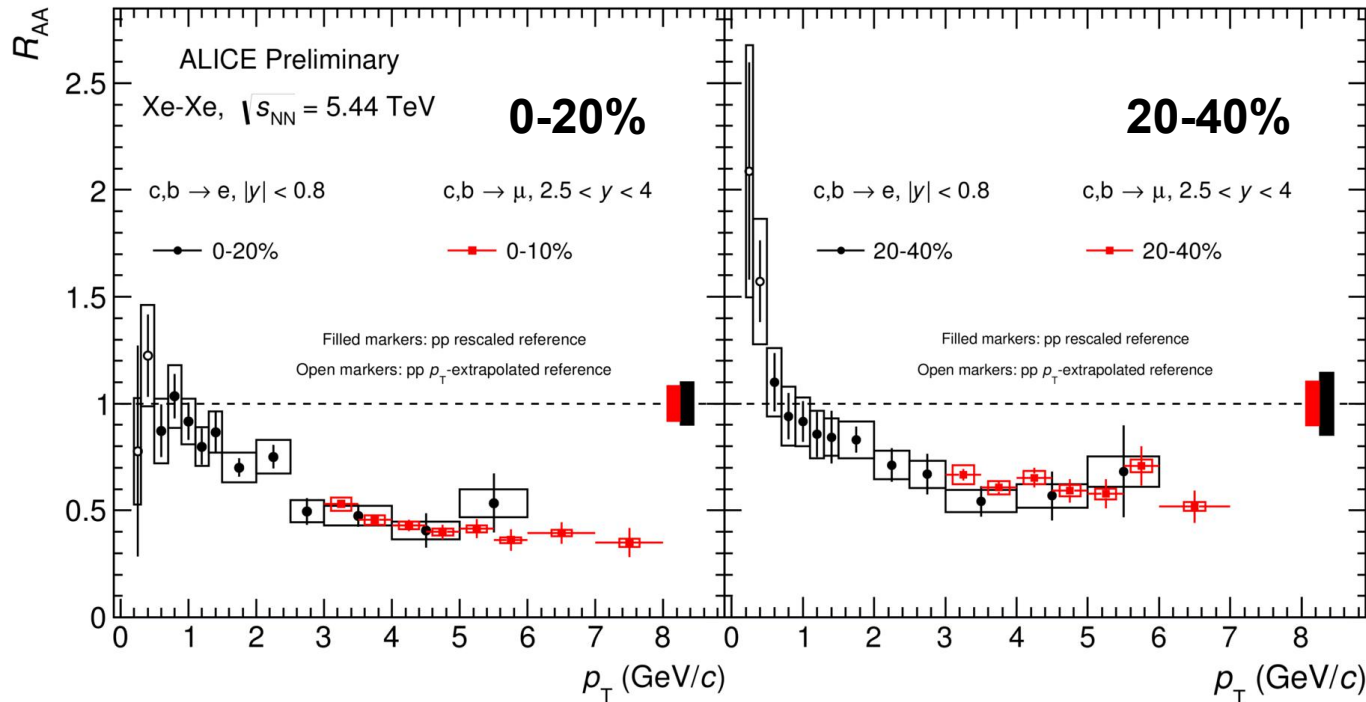 R_AA
ALICE Preliminary
Xe-Xe, √s_NN = 5.44 TeV
0-20%
c,b → e, |y| < 0.8
c,b → μ, 2.5 < y < 4
0-20%
0-10%
Filled markers: pp rescaled reference
Open markers: pp p_T-extrapolated reference
2.5
2
1.5
1
0.5
0
0 1 2 3 4 5 6 7 8
p_T (GeV/c)
20-40%
c,b → e, |y| < 0.8
c,b → μ, 2.5 < y < 4
20-40%
20-40%
Filled markers: pp rescaled reference
Open markers: pp p_T-extrapolated reference
0 1 2 3 4 5 6 7 8
p_T (GeV/c)